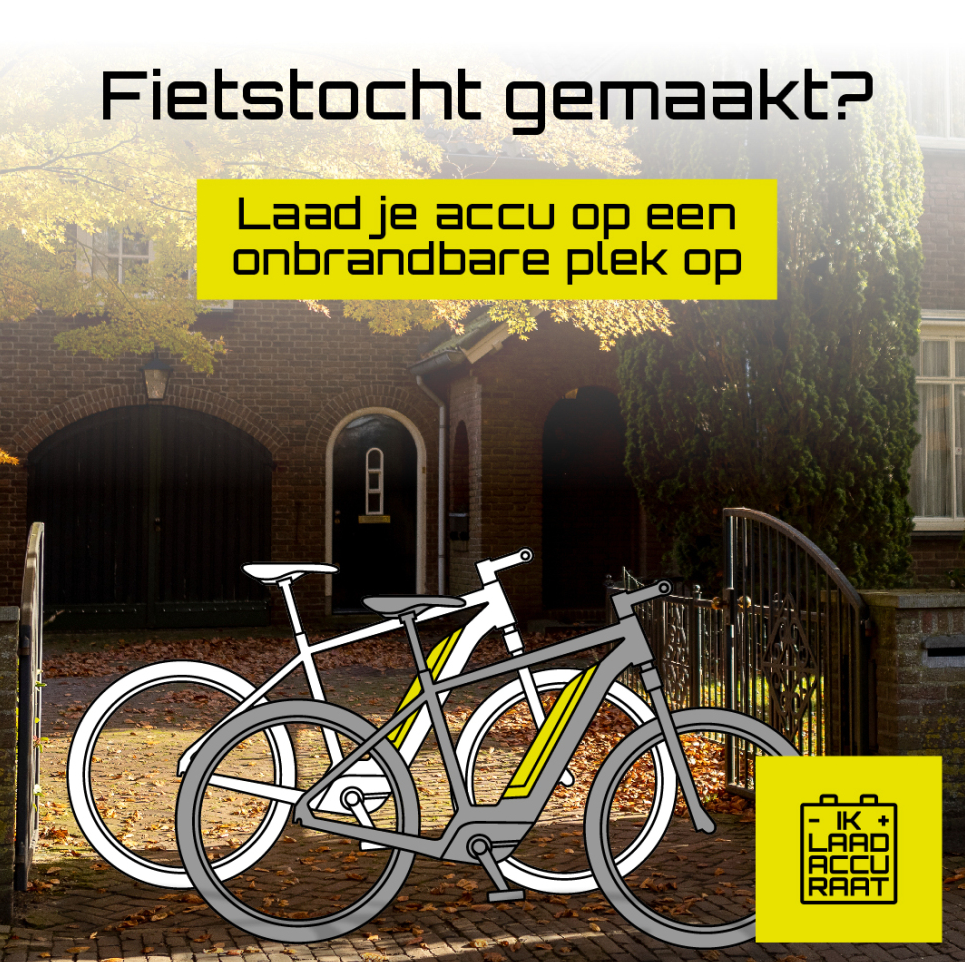 Fietstocht gemaakt?
Laad je accu op een
onbrandbare plek op
- IK +
LAAD
ACCU
RAAT